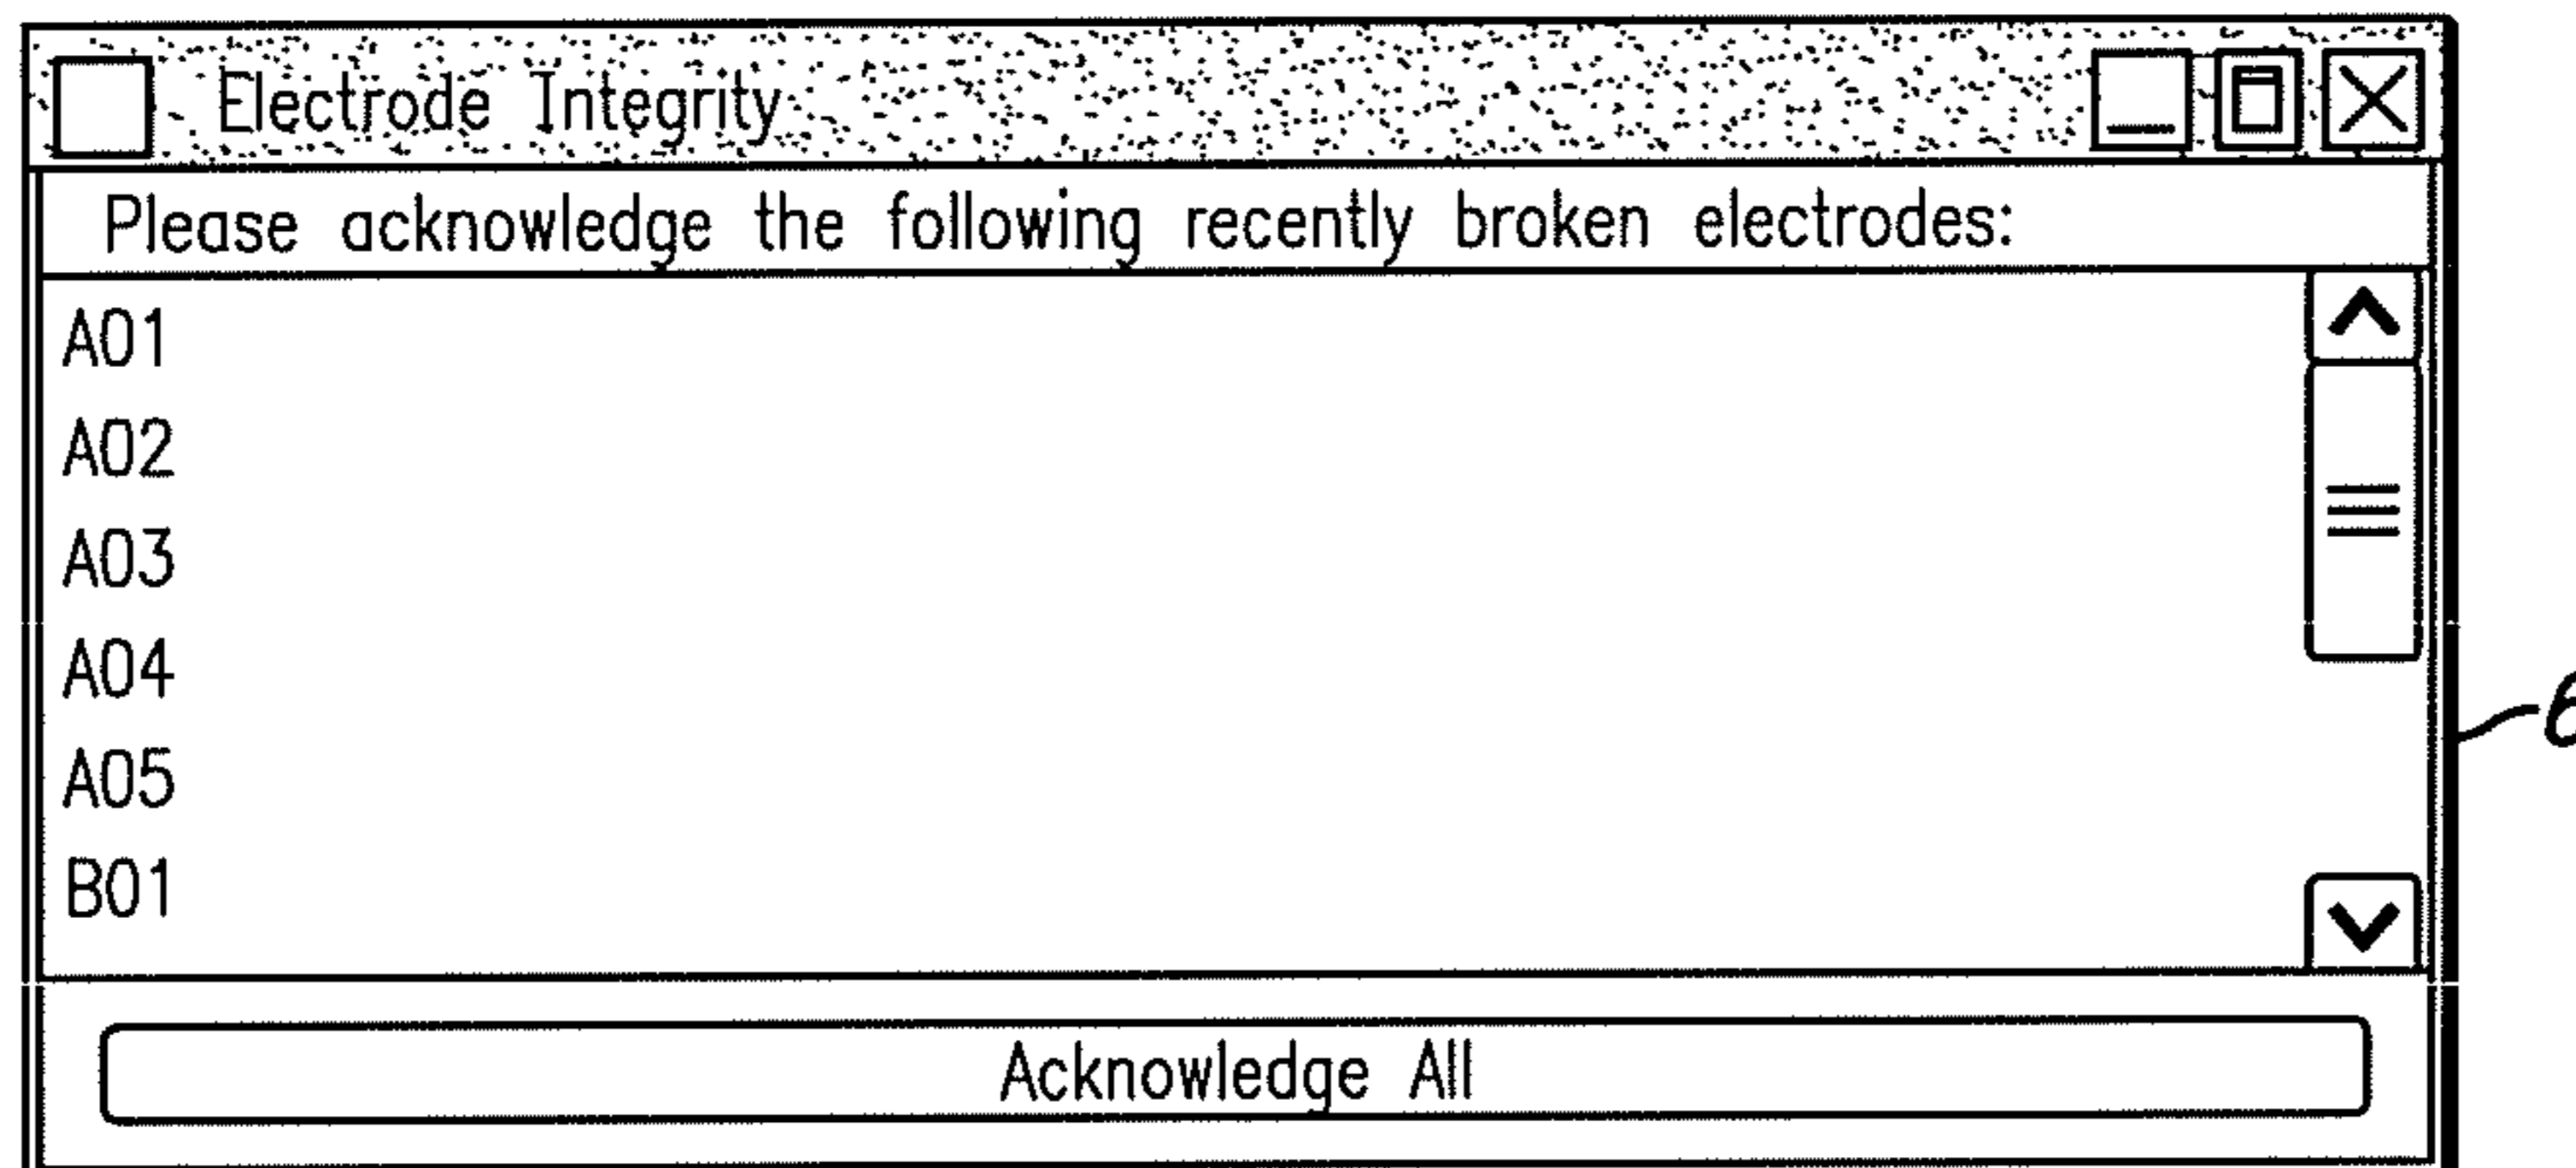 Electrode Integrity
Please acknowledge the following recently broken electrodes:
A01
A02
A03
A04
A05
B01
Acknowledge All